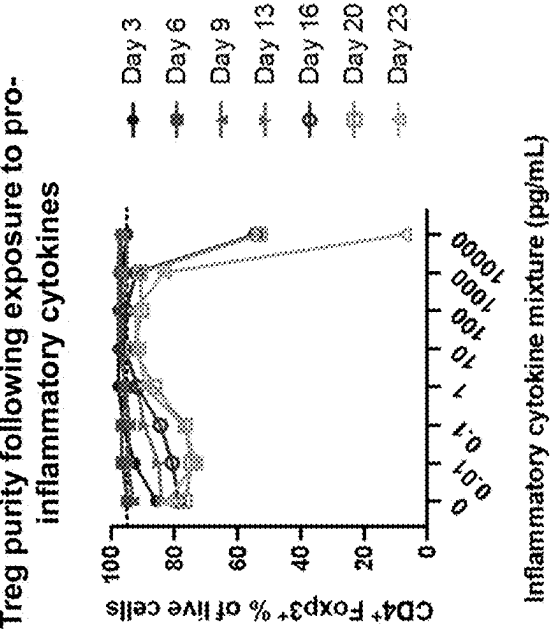 Treg purity following exposure to pro-
inflammatory cytokines
CD4+ Foxp3+ % of live cells
100
80
60
40
20
0
0
0.01
0.1
1
10
100
1000
10000
Inflammatory cytokine mixture (pg/mL)
Day 3
Day 6
Day 9
Day 13
Day 16
Day 20
Day 23